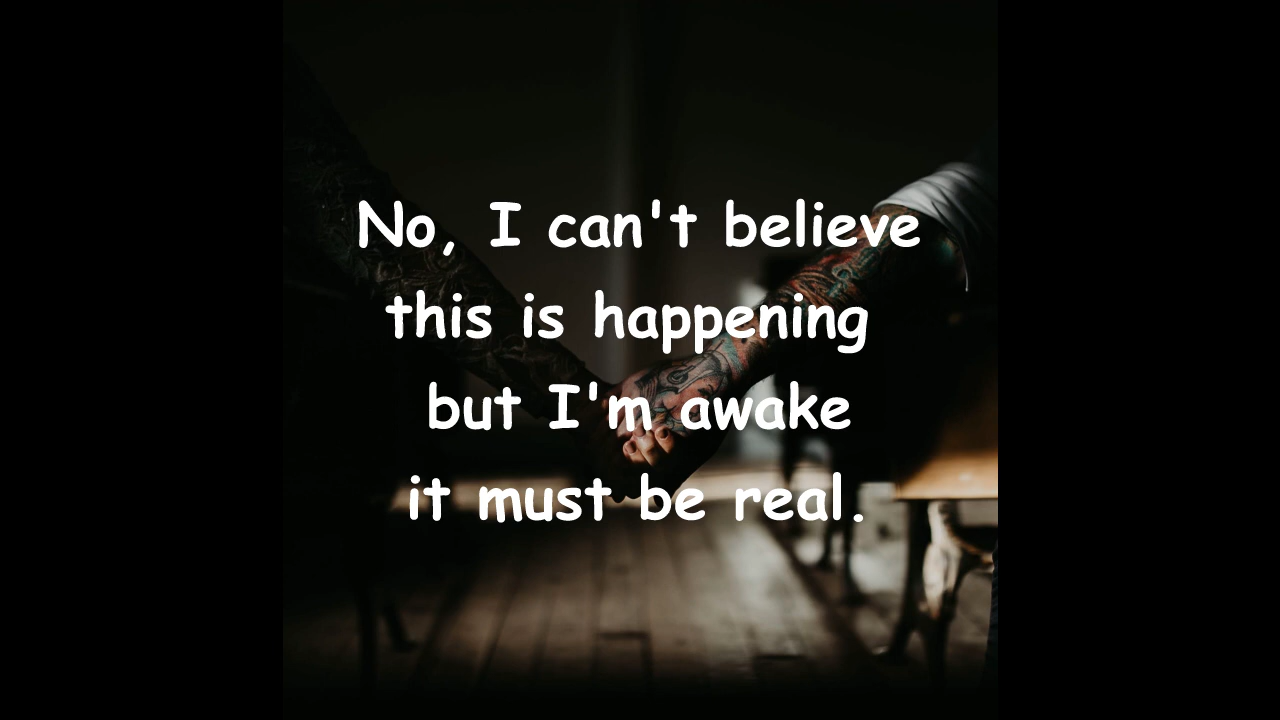 No, I can't believe
this is happening
but I'm awake
it must be real.